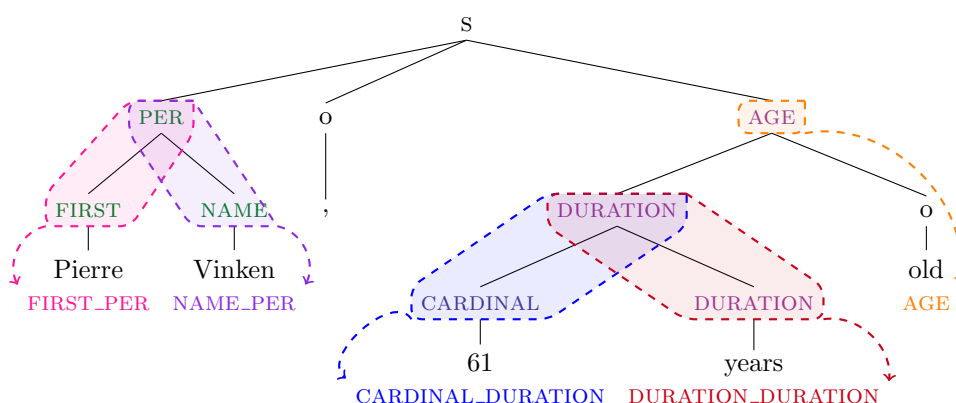 S
PER O AGE
FIRST NAME , DURATION O
Pierre Vinken CARDINAL DURATION old .
FIRST_PER NAME_PER AGE
61 years
CARDINAL_DURATION DURATION_DURATION